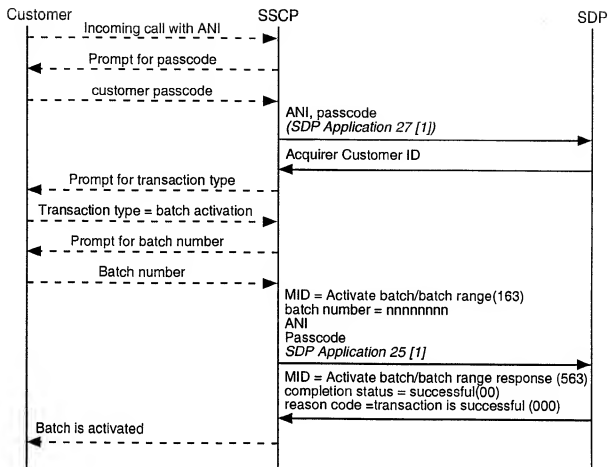 Customer SSCP SDP
Incoming call with ANI
Prompt for passcode
customer passcode
ANI, passcode
(SDP Application 27 [1])
Acquirer Customer ID
Prompt for transaction type
Transaction type = batch activation
Prompt for batch number
Batch number
MID = Activate batch/batch range(163)
batch number = nnnnnnnn
ANI
Passcode
SDP Application 25 [1]
MID = Activate batch/batch range response (563)
completion status = successful(00)
reason code =transaction is successful (000)
Batch is activated